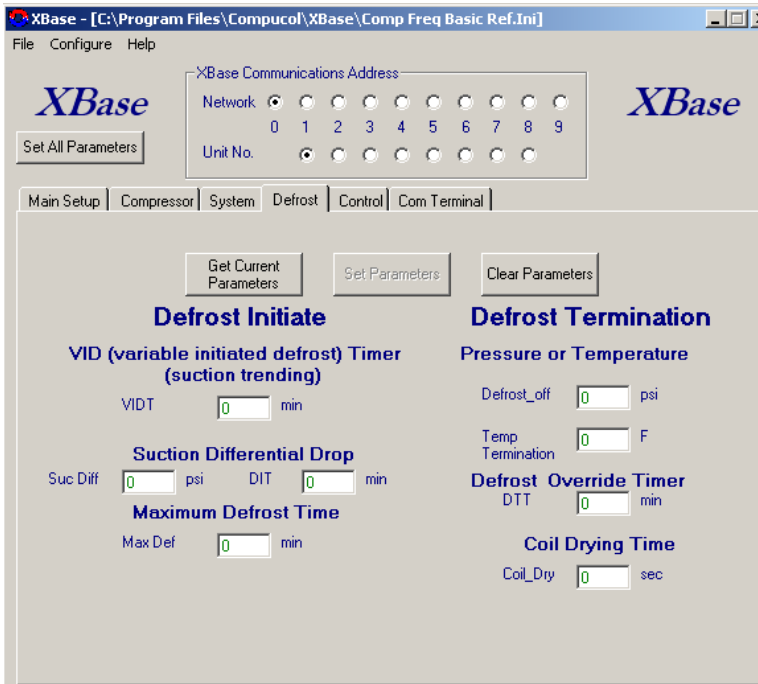 XBase - [C:\Program Files\Compucol\XBase\Comp Freq Basic Ref.Ini]
File Configure Help
XBase Communications Address
XBase
XBase
Network
0 1 2 3 4 5 6 7 8 9
Set All Parameters
Unit No.
Main Setup Compressor System Defrost Control Com Terminal
Get Current
Parameters
Set Parameters
Clear Parameters
Defrost Initiate
VID (variable initiated defrost) Timer
(suction trending)
VIDT 0 min
Suction Differential Drop
Suc Diff 0 psi DIT 0 min
Maximum Defrost Time
Max Def 0 min
Defrost Termination
Pressure or Temperature
Defrost_off 0 psi
Temp
Termination 0 F
Defrost Override Timer
DTT 0 min
Coil Drying Time
Coil_Dry 0 sec